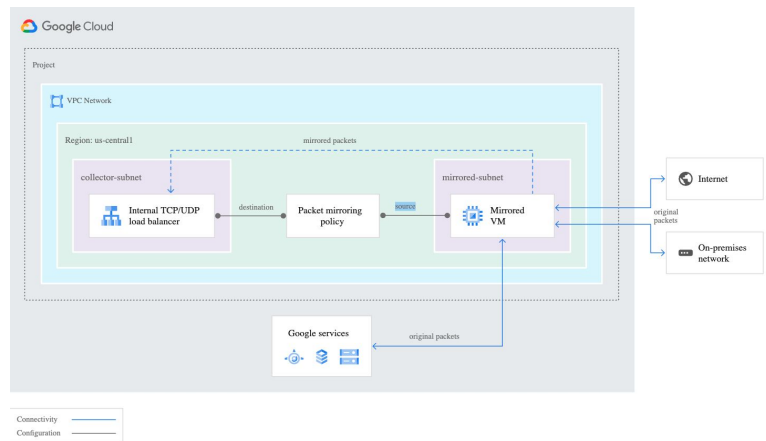 Google Cloud
Project
VPC Network
Region: us-central1
mirrored packets
collector-subnet
mirrored-subnet
Internal TCP/UDP
load balancer
destination
Packet mirroring
policy
source
Mirrored
VM
Internet
original
packets
On-premises
network
Google services
original packets
Connectivity
Configuration